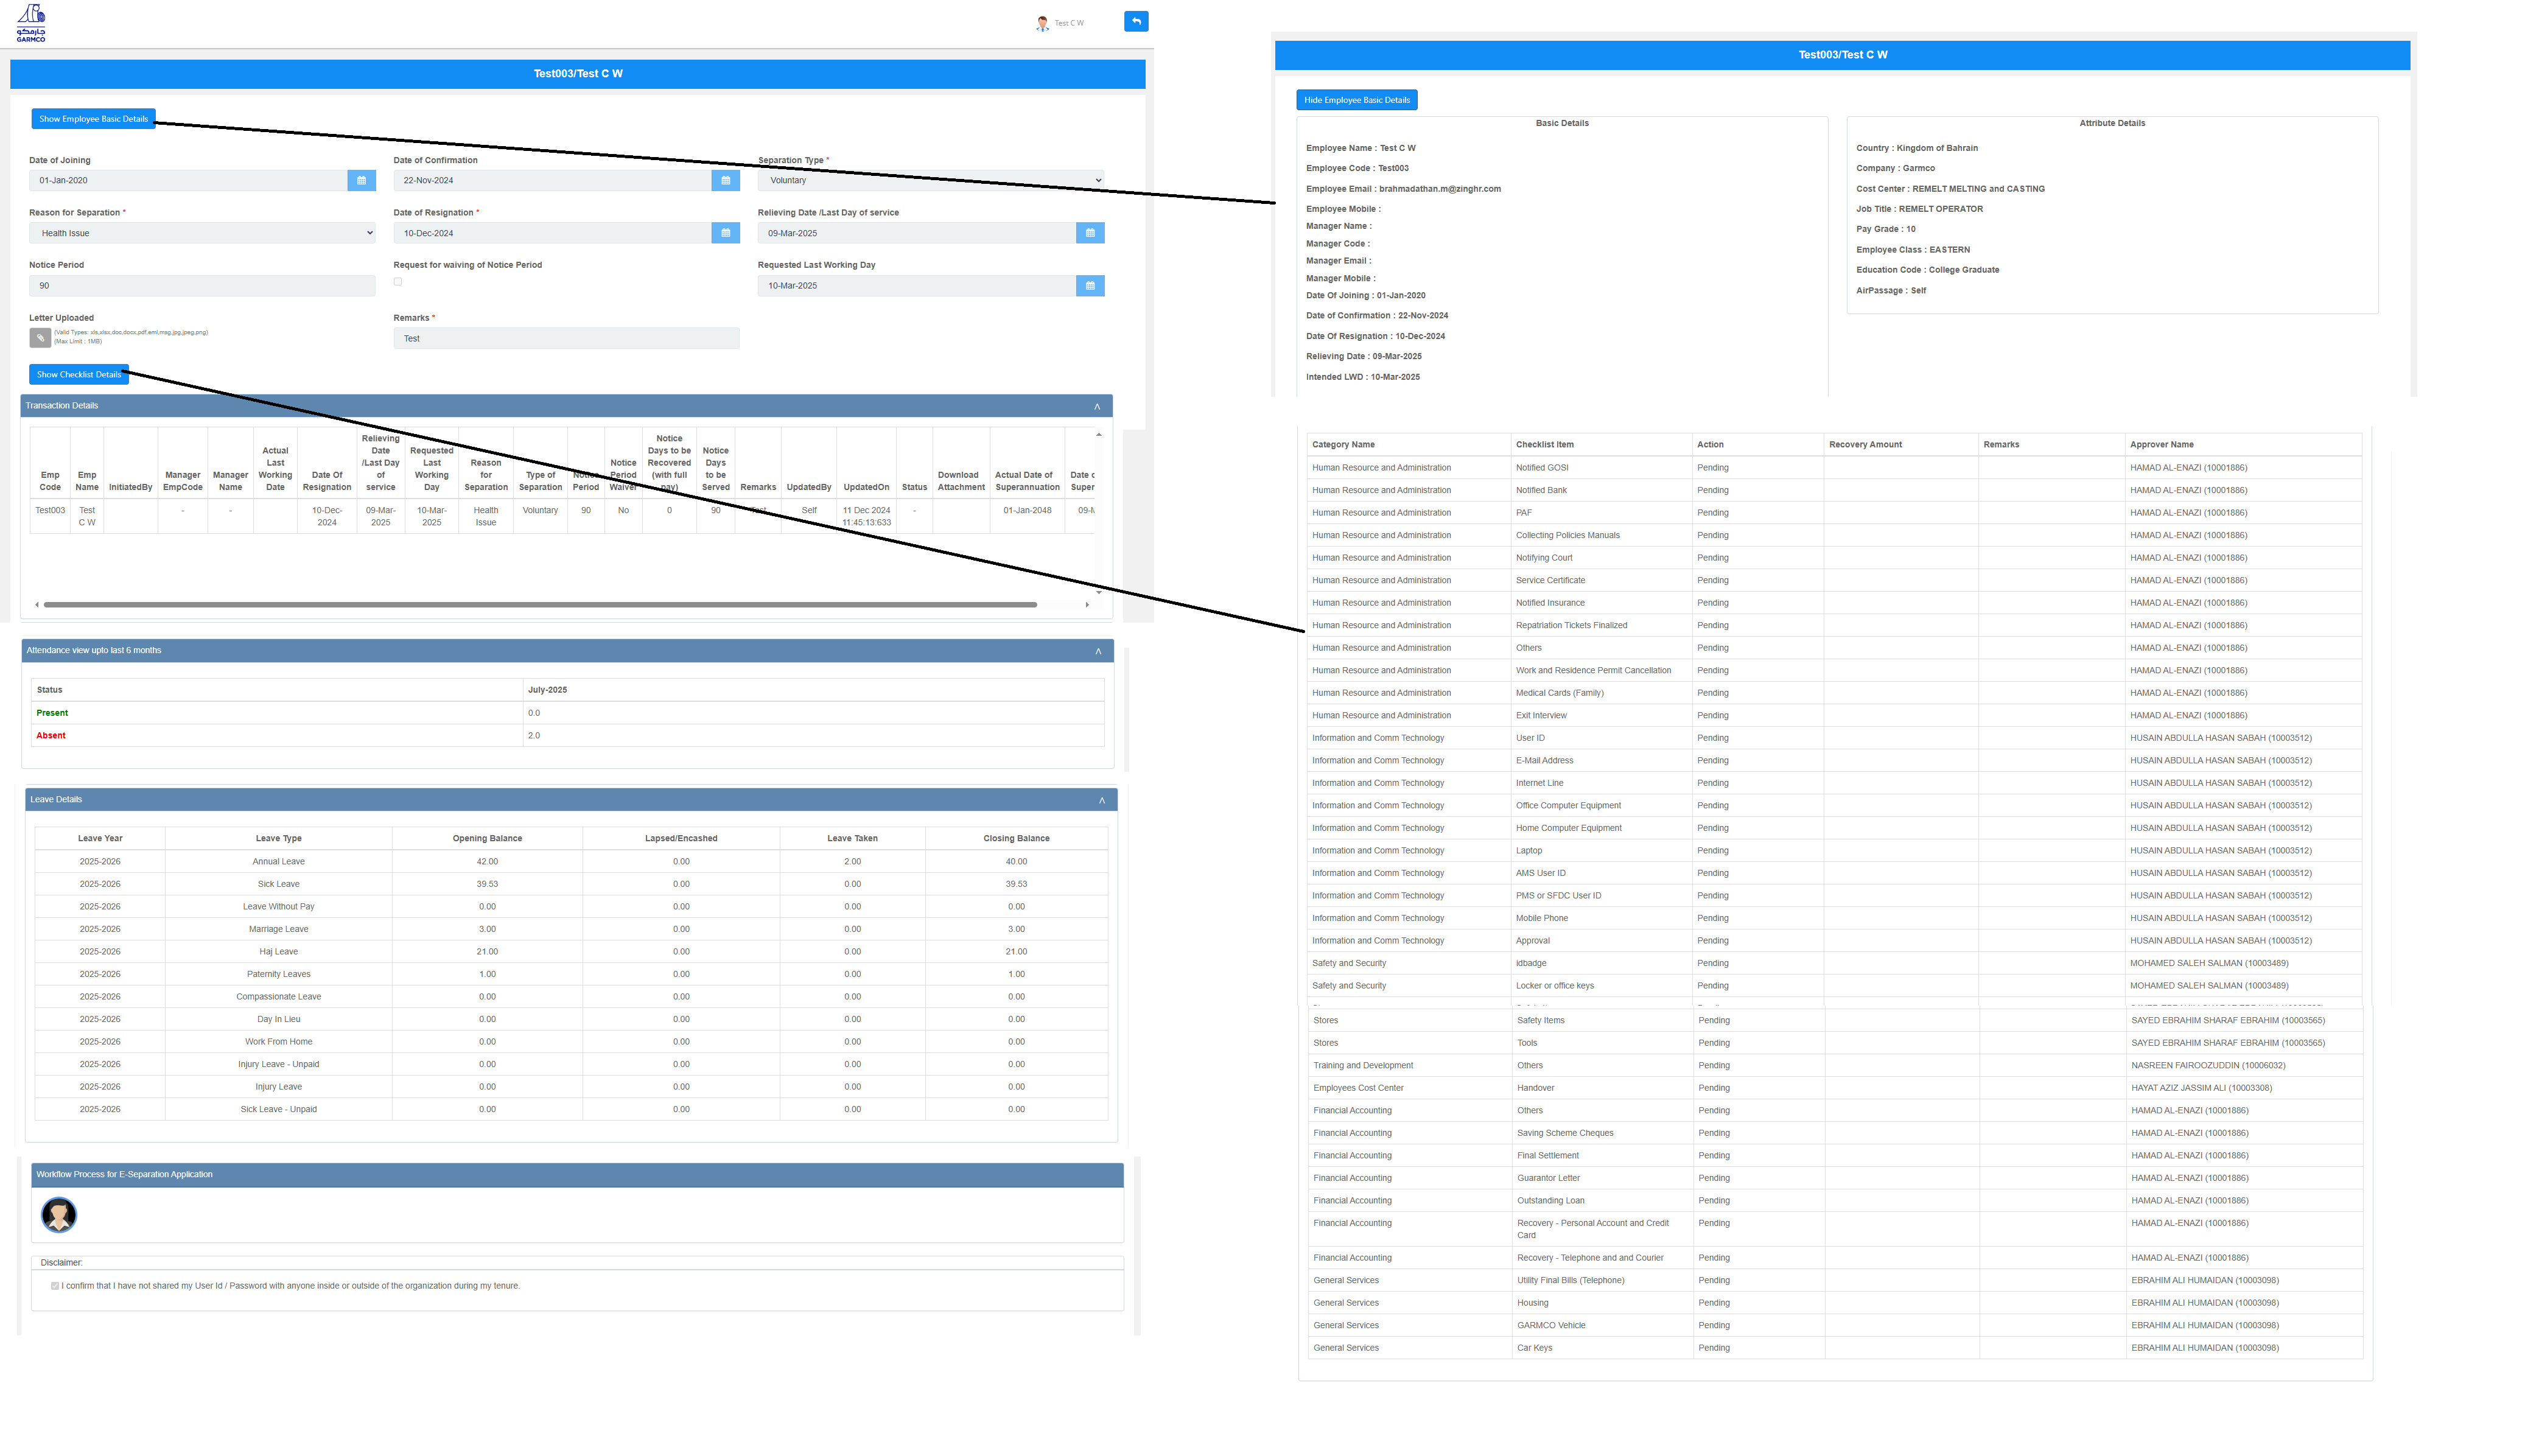 جارمكو
GARMCO
Test C W
Test003/Test C W
Show Employee Basic Details
Date of Joining
Date of Confirmation
Separation Type *
01-Jan-2020
22-Nov-2024
Voluntary
Reason for Separation *
Date of Resignation *
Relieving Date /Last Day of service
Health Issue
10-Dec-2024
09-Mar-2025
Notice Period
Request for waiving of Notice Period
Requested Last Working Day
90
10-Mar-2025
Letter Uploaded
Remarks *
(Valid Types: xls,xlsx,doc,docx,pdf,eml,msg,jpg,jpeg,png)
(Max Limit : 1MB)
Test
Show Checklist Details
Transaction Details
Emp Code Emp Name InitiatedBy Manager EmpCode Manager Name Actual Last Working Date Date Of Resignation Relieving Date /Last Day of service Requested Last Working Day Reason for Separation Type of Separation Notice Period Notice Period Waiver Notice Days to be Recovered (with full pay) Notice Days to be Served Remarks UpdatedBy UpdatedOn Status Download Attachment Actual Date of Superannuation Date o Super
Test003 Test C W - - 10-Dec-2024 09-Mar-2025 10-Mar-2025 Health Issue Voluntary 90 No 0 90 Test Self 11 Dec 2024 11:45:13:633 - 01-Jan-2048 09-M
Attendance view upto last 6 months
Status July-2025
Present 0.0
Absent 2.0
Leave Details
Leave Year Leave Type Opening Balance Lapsed/Encashed Leave Taken Closing Balance
2025-2026 Annual Leave 42.00 0.00 2.00 40.00
2025-2026 Sick Leave 39.53 0.00 0.00 39.53
2025-2026 Leave Without Pay 0.00 0.00 0.00 0.00
2025-2026 Marriage Leave 3.00 0.00 0.00 3.00
2025-2026 Haj Leave 21.00 0.00 0.00 21.00
2025-2026 Paternity Leaves 1.00 0.00 0.00 1.00
2025-2026 Compassionate Leave 0.00 0.00 0.00 0.00
2025-2026 Day In Lieu 0.00 0.00 0.00 0.00
2025-2026 Work From Home 0.00 0.00 0.00 0.00
2025-2026 Injury Leave - Unpaid 0.00 0.00 0.00 0.00
2025-2026 Injury Leave 0.00 0.00 0.00 0.00
2025-2026 Sick Leave - Unpaid 0.00 0.00 0.00 0.00
Workflow Process for E-Separation Application
Disclaimer:
I confirm that I have not shared my User Id / Password with anyone inside or outside of the organization during my tenure.
Test003/Test C W
Hide Employee Basic Details
Basic Details
Employee Name : Test C W
Employee Code : Test003
Employee Email : brahmadathan.m@zinghr.com
Employee Mobile :
Manager Name :
Manager Code :
Manager Email :
Manager Mobile :
Date Of Joining : 01-Jan-2020
Date of Confirmation : 22-Nov-2024
Date Of Resignation : 10-Dec-2024
Relieving Date : 09-Mar-2025
Intended LWD : 10-Mar-2025
Attribute Details
Country : Kingdom of Bahrain
Company : Garmco
Cost Center : REMELT MELTING and CASTING
Job Title : REMELT OPERATOR
Pay Grade : 10
Employee Class : EASTERN
Education Code : College Graduate
AirPassage : Self
Category Name Checklist Item Action Recovery Amount Remarks Approver Name
Human Resource and Administration Notified GOSI Pending HAMAD AL-ENAZI (10001886)
Human Resource and Administration Notified Bank Pending HAMAD AL-ENAZI (10001886)
Human Resource and Administration PAF Pending HAMAD AL-ENAZI (10001886)
Human Resource and Administration Collecting Policies Manuals Pending HAMAD AL-ENAZI (10001886)
Human Resource and Administration Notifying Court Pending HAMAD AL-ENAZI (10001886)
Human Resource and Administration Service Certificate Pending HAMAD AL-ENAZI (10001886)
Human Resource and Administration Notified Insurance Pending HAMAD AL-ENAZI (10001886)
Human Resource and Administration Repatriation Tickets Finalized Pending HAMAD AL-ENAZI (10001886)
Human Resource and Administration Others Pending HAMAD AL-ENAZI (10001886)
Human Resource and Administration Work and Residence Permit Cancellation Pending HAMAD AL-ENAZI (10001886)
Human Resource and Administration Medical Cards (Family) Pending HAMAD AL-ENAZI (10001886)
Human Resource and Administration Exit Interview Pending HAMAD AL-ENAZI (10001886)
Information and Comm Technology User ID Pending HUSAIN ABDULLA HASAN SABAH (10003512)
Information and Comm Technology E-Mail Address Pending HUSAIN ABDULLA HASAN SABAH (10003512)
Information and Comm Technology Internet Line Pending HUSAIN ABDULLA HASAN SABAH (10003512)
Information and Comm Technology Office Computer Equipment Pending HUSAIN ABDULLA HASAN SABAH (10003512)
Information and Comm Technology Home Computer Equipment Pending HUSAIN ABDULLA HASAN SABAH (10003512)
Information and Comm Technology Laptop Pending HUSAIN ABDULLA HASAN SABAH (10003512)
Information and Comm Technology AMS User ID Pending HUSAIN ABDULLA HASAN SABAH (10003512)
Information and Comm Technology PMS or SFDC User ID Pending HUSAIN ABDULLA HASAN SABAH (10003512)
Information and Comm Technology Mobile Phone Pending HUSAIN ABDULLA HASAN SABAH (10003512)
Information and Comm Technology Approval Pending HUSAIN ABDULLA HASAN SABAH (10003512)
Safety and Security idbadge Pending MOHAMED SALEH SALMAN (10003489)
Safety and Security Locker or office keys Pending MOHAMED SALEH SALMAN (10003489)
Stores Safety Items Pending SAYED EBRAHIM SHARAF EBRAHIM (10003565)
Stores Tools Pending SAYED EBRAHIM SHARAF EBRAHIM (10003565)
Training and Development Others Pending NASREEN FAIROOZUDDIN (10006032)
Employees Cost Center Handover Pending HAYAT AZIZ JASSIM ALI (10003308)
Financial Accounting Others Pending HAMAD AL-ENAZI (10001886)
Financial Accounting Saving Scheme Cheques Pending HAMAD AL-ENAZI (10001886)
Financial Accounting Final Settlement Pending HAMAD AL-ENAZI (10001886)
Financial Accounting Guarantor Letter Pending HAMAD AL-ENAZI (10001886)
Financial Accounting Outstanding Loan Pending HAMAD AL-ENAZI (10001886)
Financial Accounting Recovery - Personal Account and Credit Card Pending HAMAD AL-ENAZI (10001886)
Financial Accounting Recovery - Telephone and and Courier Pending HAMAD AL-ENAZI (10001886)
General Services Utility Final Bills (Telephone) Pending EBRAHIM ALI HUMAIDAN (10003098)
General Services Housing Pending EBRAHIM ALI HUMAIDAN (10003098)
General Services GARMCO Vehicle Pending EBRAHIM ALI HUMAIDAN (10003098)
General Services Car Keys Pending EBRAHIM ALI HUMAIDAN (10003098)